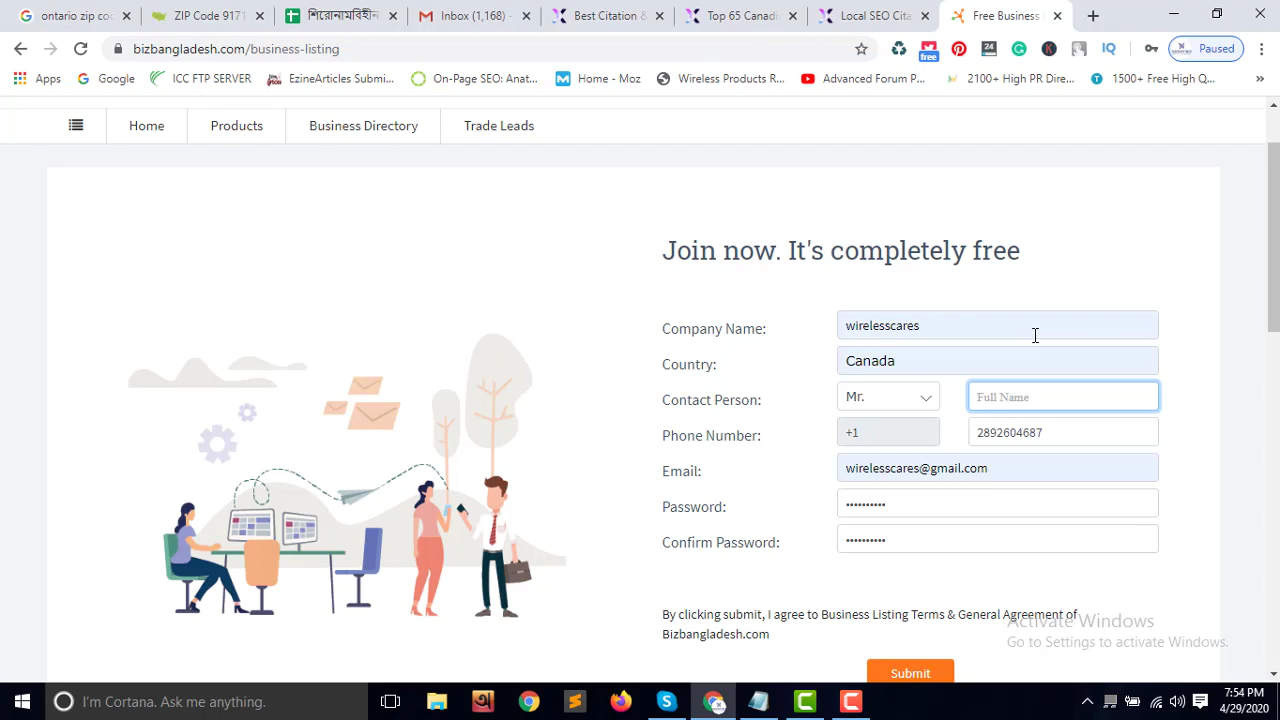 ontario zip co
ZIP Code 9171
Inbox (1,168) -
Best Citation &
Top 65 Canadi
Local SEO Citat
Free Business
bizbangladesh.com/business-listing
free
24
IQ
Paused
Apps
Google
ICC FTP SERVER
EzineArticles Submi...
On-Page SEO: Anat...
Home - Moz
Wireless Products R...
Advanced Forum P...
2100+ High PR Dire...
1500+ Free High Q...
»
Home
Products
Business Directory
Trade Leads
Join now. It's completely free
Company Name:
wirelesscares
Country:
Canada
Contact Person:
Mr.
Full Name
Phone Number:
+1
2892604687
Email:
wirelesscares@gmail.com
Password:
••••••••••
Confirm Password:
••••••••••
By clicking submit, I agree to Business Listing Terms & General Agreement of
Bizbangladesh.com
Activate Windows
Go to Settings to activate Windows.
Submit
I'm Cortana. Ask me anything.
7:54 PM
4/29/2020